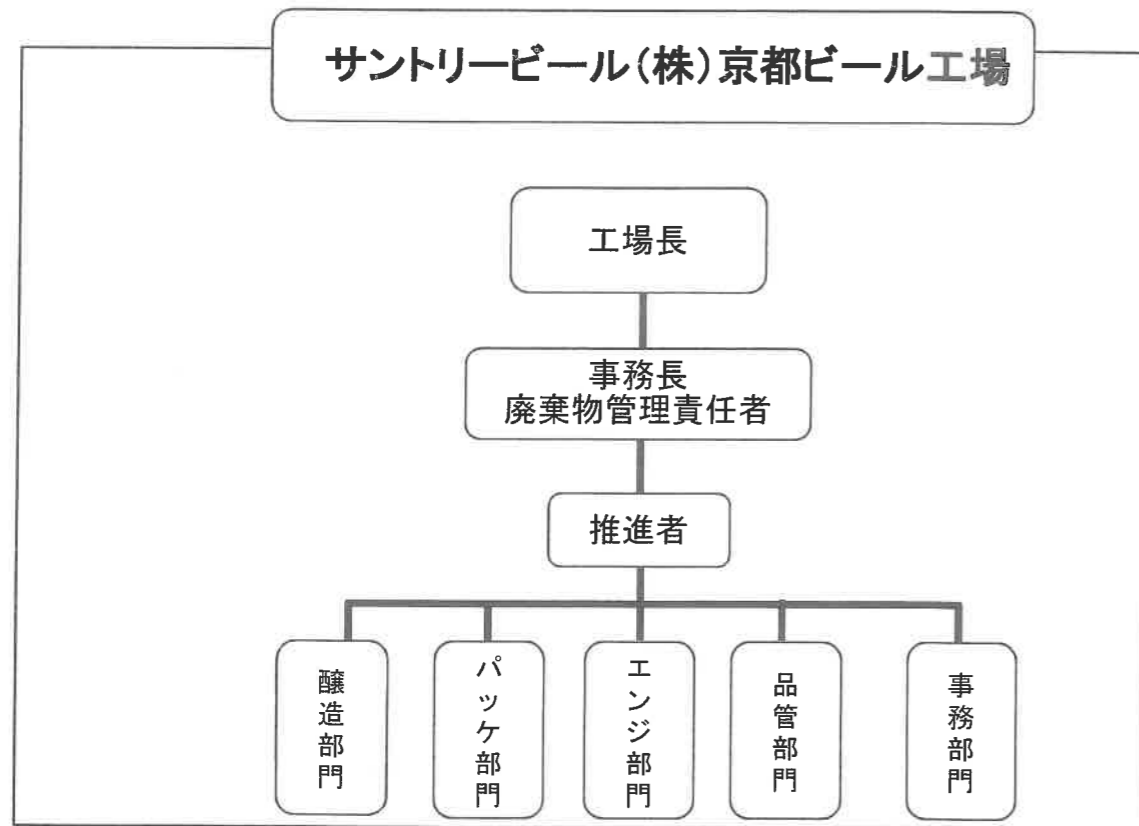 サントリービール(株)京都ビール工場
工場長
事務長
廃棄物管理責任者
推進者
醸造部門
パッケ部門
エンジ部門
品管部門
事務部門